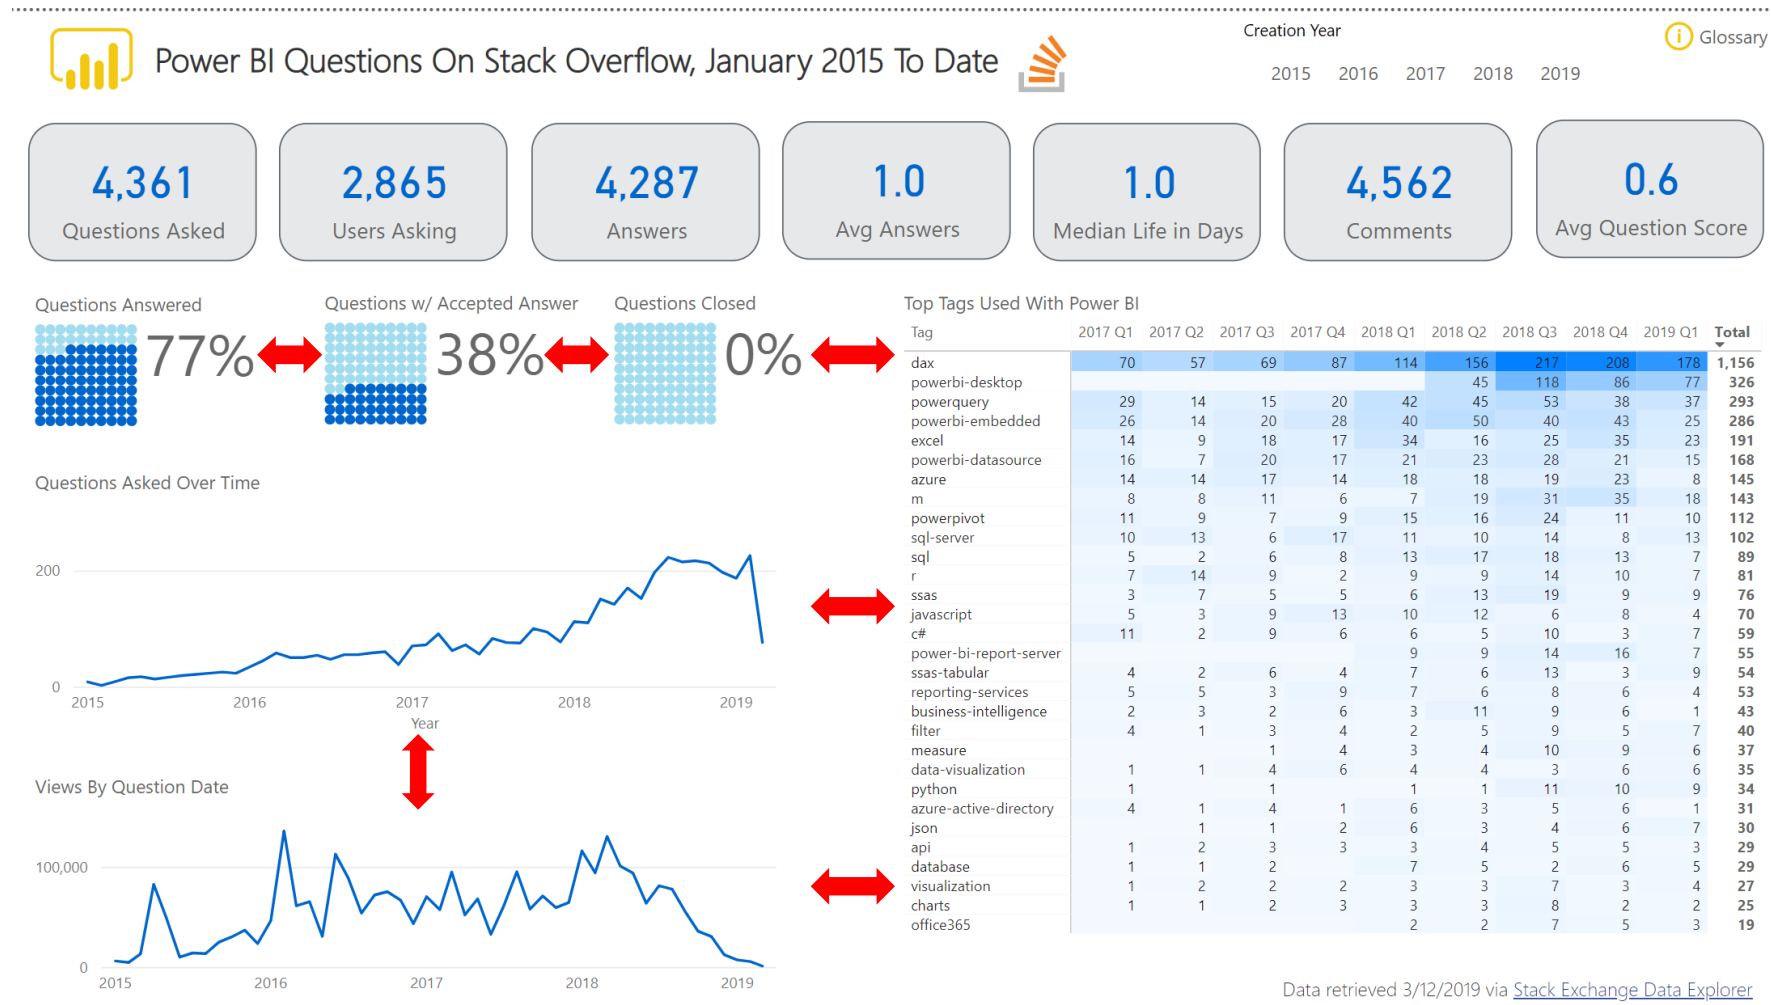 Power BI Questions On Stack Overflow, January 2015 To Date
Creation Year
2015 2016 2017 2018 2019
i Glossary
4,361
Questions Asked
2,865
Users Asking
4,287
Answers
1.0
Avg Answers
1.0
Median Life in Days
4,562
Comments
0.6
Avg Question Score
Questions Answered
77%
Questions w/ Accepted Answer
38%
Questions Closed
0%
Questions Asked Over Time
200
0
2015 2016 2017 2018 2019
Year
Views By Question Date
100,000
0
2015 2016 2017 2018 2019
Top Tags Used With Power BI
Tag 2017 Q1 2017 Q2 2017 Q3 2017 Q4 2018 Q1 2018 Q2 2018 Q3 2018 Q4 2019 Q1 Total
dax 70 57 69 87 114 156 217 208 178 1,156
powerbi-desktop 45 118 86 77 326
powerquery 29 14 15 20 42 45 53 38 37 293
powerbi-embedded 26 14 20 28 40 50 40 43 25 286
excel 14 9 18 17 34 16 25 35 23 191
powerbi-datasource 16 7 20 17 21 23 28 21 15 168
azure 14 14 17 14 18 18 19 23 8 145
m 8 8 11 6 7 19 31 35 18 143
powerpivot 11 9 7 9 15 16 24 11 10 112
sql-server 10 13 6 17 11 10 14 8 13 102
sql 5 2 6 8 13 17 18 13 7 89
r 7 14 9 2 9 9 14 10 7 81
ssas 3 7 5 5 6 13 19 9 9 76
javascript 5 3 9 13 10 12 6 8 4 70
c# 11 2 9 6 6 5 10 3 7 59
power-bi-report-server 9 9 14 16 7 55
ssas-tabular 4 2 6 4 7 6 13 3 9 54
reporting-services 5 5 3 9 7 6 8 6 4 53
business-intelligence 2 3 2 6 3 11 9 6 1 43
filter 4 1 3 4 2 5 9 5 7 40
measure 1 4 3 4 10 9 6 37
data-visualization 1 1 4 6 4 4 3 6 6 35
python 1 1 1 1 11 10 9 34
azure-active-directory 4 1 4 1 6 3 5 6 1 31
json 1 1 2 6 3 4 6 7 30
api 1 2 3 3 3 4 5 5 3 29
database 1 1 2 7 5 2 6 5 29
visualization 1 2 2 2 3 3 7 3 4 27
charts 1 1 2 3 3 3 8 2 2 25
office365 2 2 7 5 3 19
Data retrieved 3/12/2019 via Stack Exchange Data Explorer